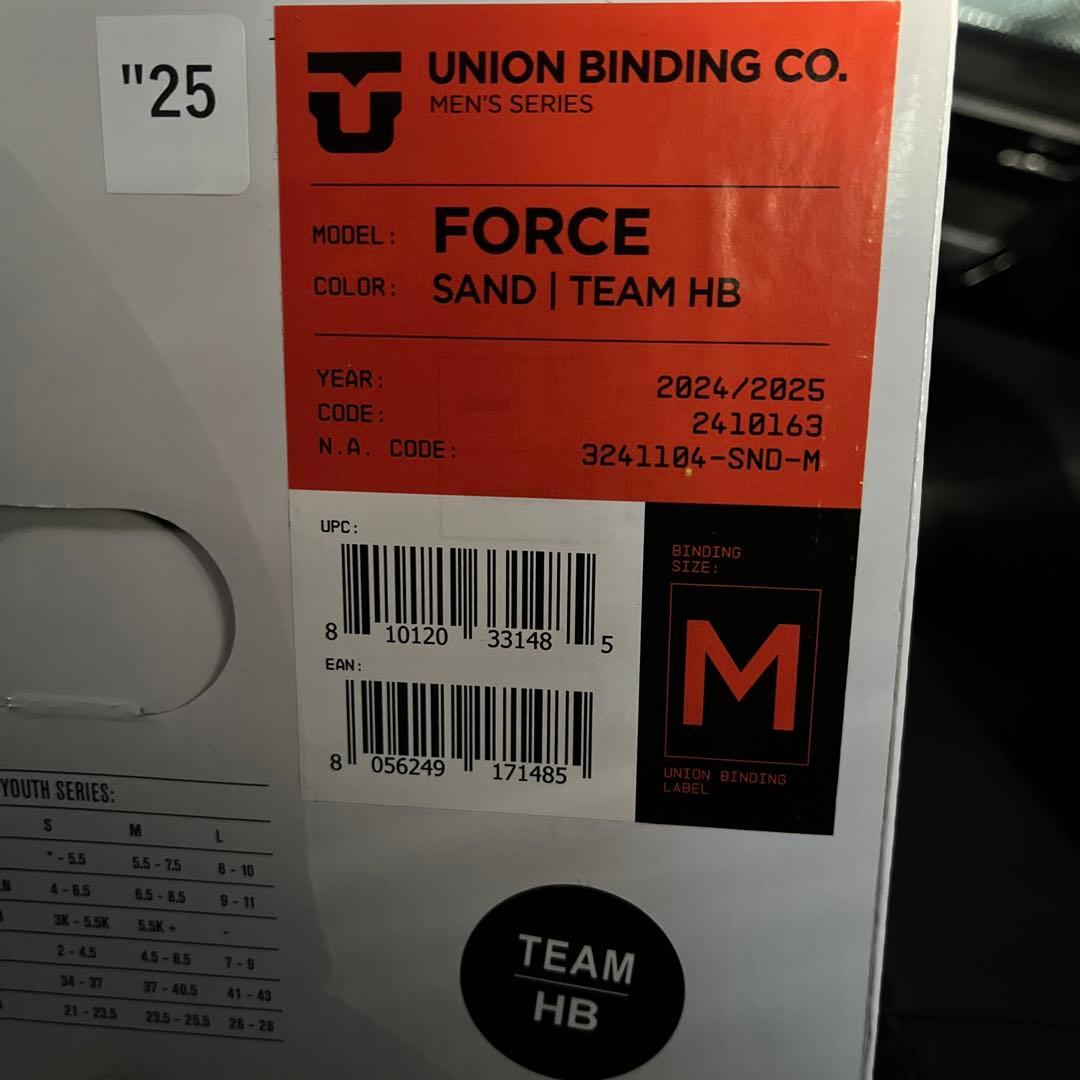 "25
UNION BINDING CO.
MEN'S SERIES
MODEL: FORCE
COLOR: SAND | TEAM HB
YEAR: 2024/2025
CODE: 2410163
N.A. CODE: 3241104-SND-M
UPC:
8 10120 33148 5
EAN:
8 056249 171485
BINDING
SIZE:
M
UNION BINDING
LABEL
YOUTH SERIES:
S M L
* - 5.5 5.5 - 7.5 8 - 10
4 - 6.5 6.5 - 8.5 9 - 11
3K - 5.5K 5.5K + -
2 - 4.5 4.5 - 6.5 7 - 9
34 - 37 37 - 40.5 41 - 43
21 - 23.5 23.5 - 25.5 26 - 28
TEAM
HB